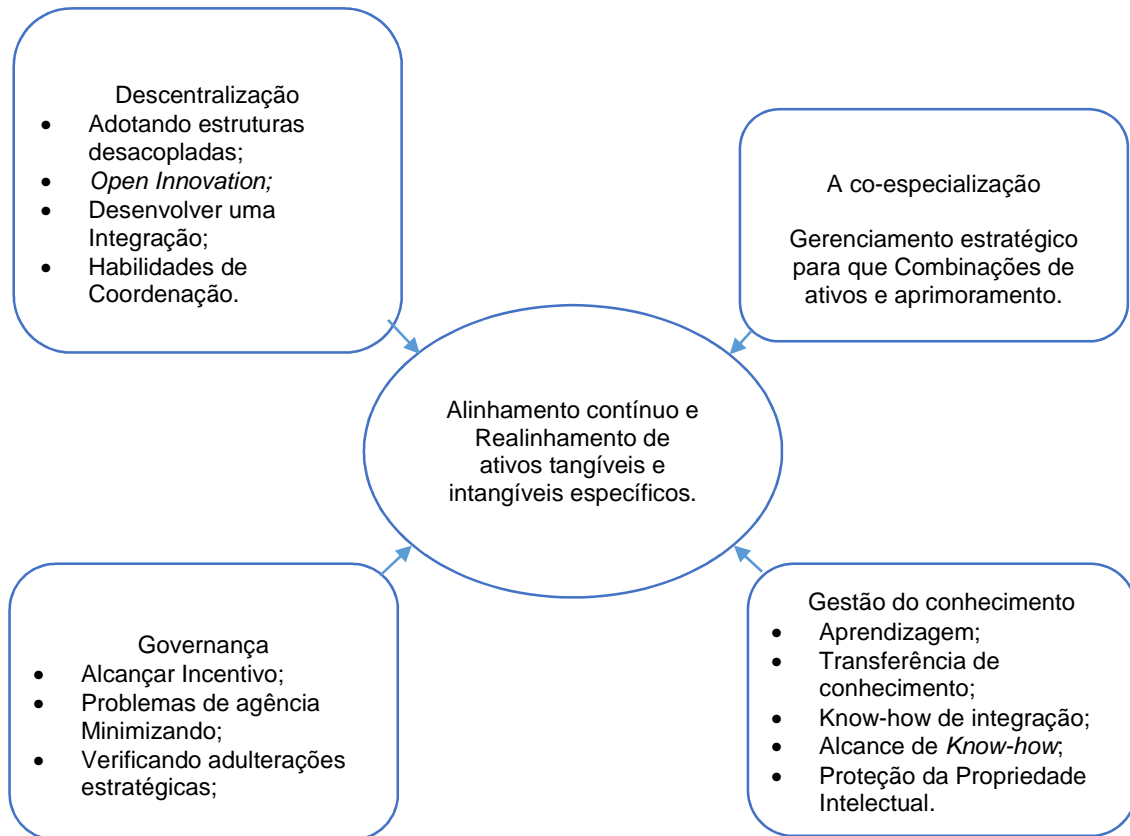 Descentralização
• Adotando estruturas
desacopladas;
• Open Innovation;
• Desenvolver uma
Integração;
• Habilidades de
Coordenação.
A co-especialização
Gerenciamento estratégico
para que Combinações de
ativos e aprimoramento.
Alinhamento contínuo e
Realinhamento de
ativos tangíveis e
intangíveis específicos.
Governança
• Alcançar Incentivo;
• Problemas de agência
Minimizando;
• Verificando adulterações
estratégicas;
Gestão do conhecimento
• Aprendizagem;
• Transferência de
conhecimento;
• Know-how de integração;
• Alcance de Know-how;
• Proteção da Propriedade
Intelectual.